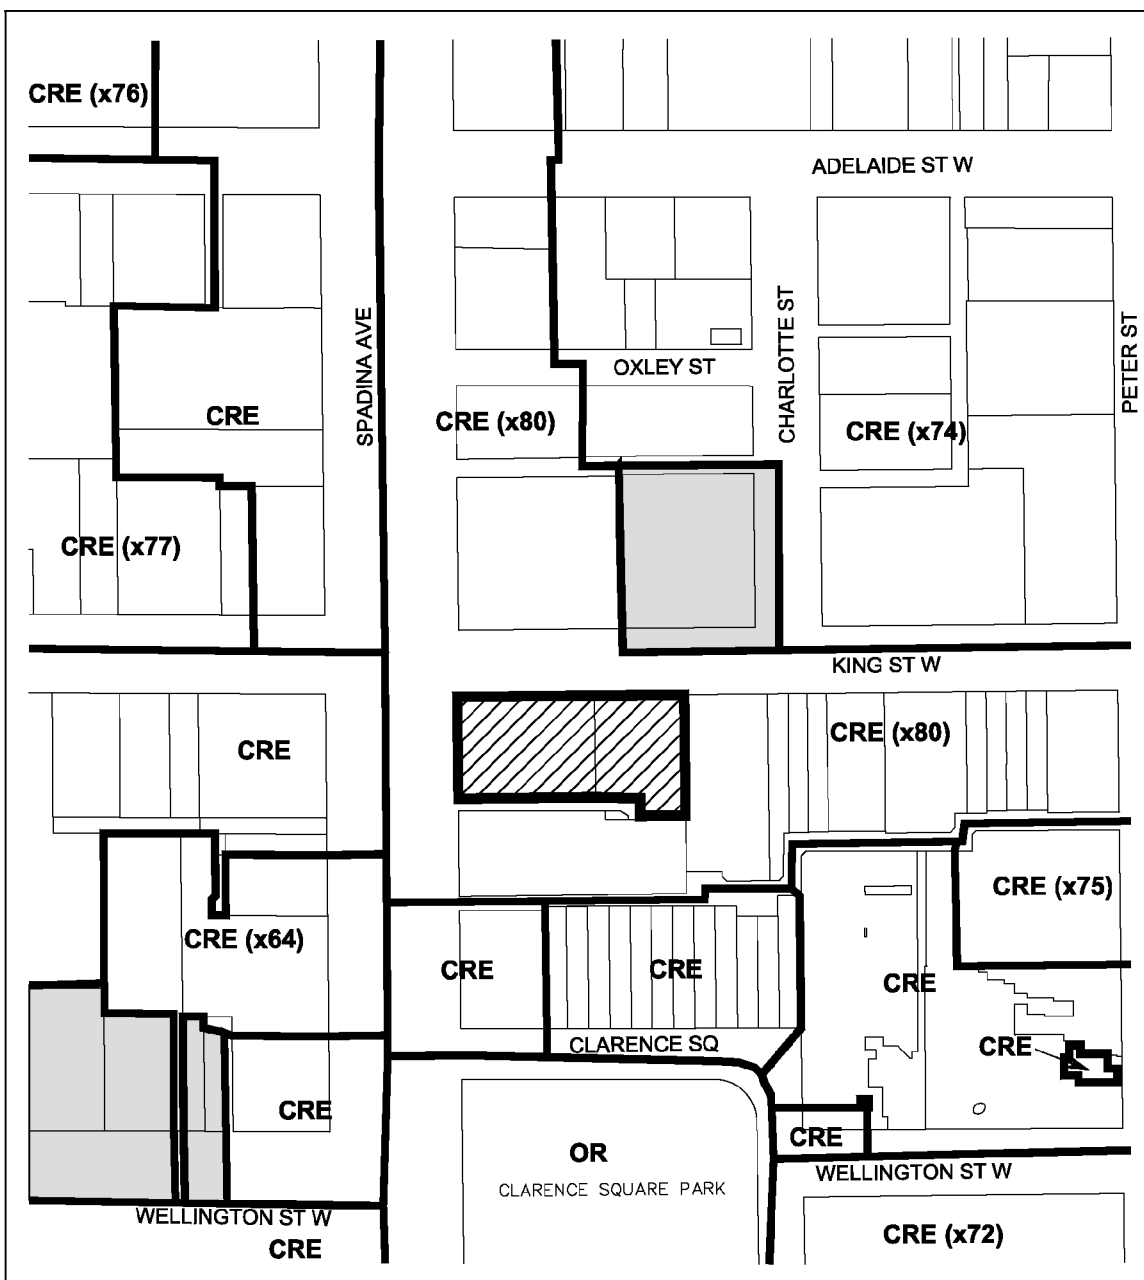 CRE (x76)
ADELAIDE ST W
SPADINA AVE
CHARLOTTE ST
PETER ST
OXLEY ST
CRE
CRE (x80)
CRE (x74)
CRE (x77)
KING ST W
CRE
CRE (x80)
CRE (x75)
CRE (x64)
CRE
CRE
CRE
CLARENCE SQ
CRE
CRE
CRE
OR
WELLINGTON ST W
CLARENCE SQUARE PARK
WELLINGTON ST W
CRE
CRE (x72)